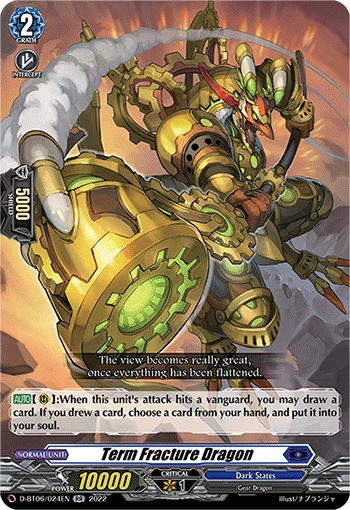 2
GRADE
INTERCEPT
5000
SHIELD
The view becomes really great,
once everything has been flattened.
AUTO[R]:When this unit's attack hits a vanguard, you may draw a
card. If you drew a card, choose a card from your hand, and put it into
your soul.
NORMAL UNIT
Term Fracture Dragon
POWER 10000
CRITICAL
1
Dark States
Gear Dragon
D-BT06/024EN RR 2022
illust/ナブランジャ